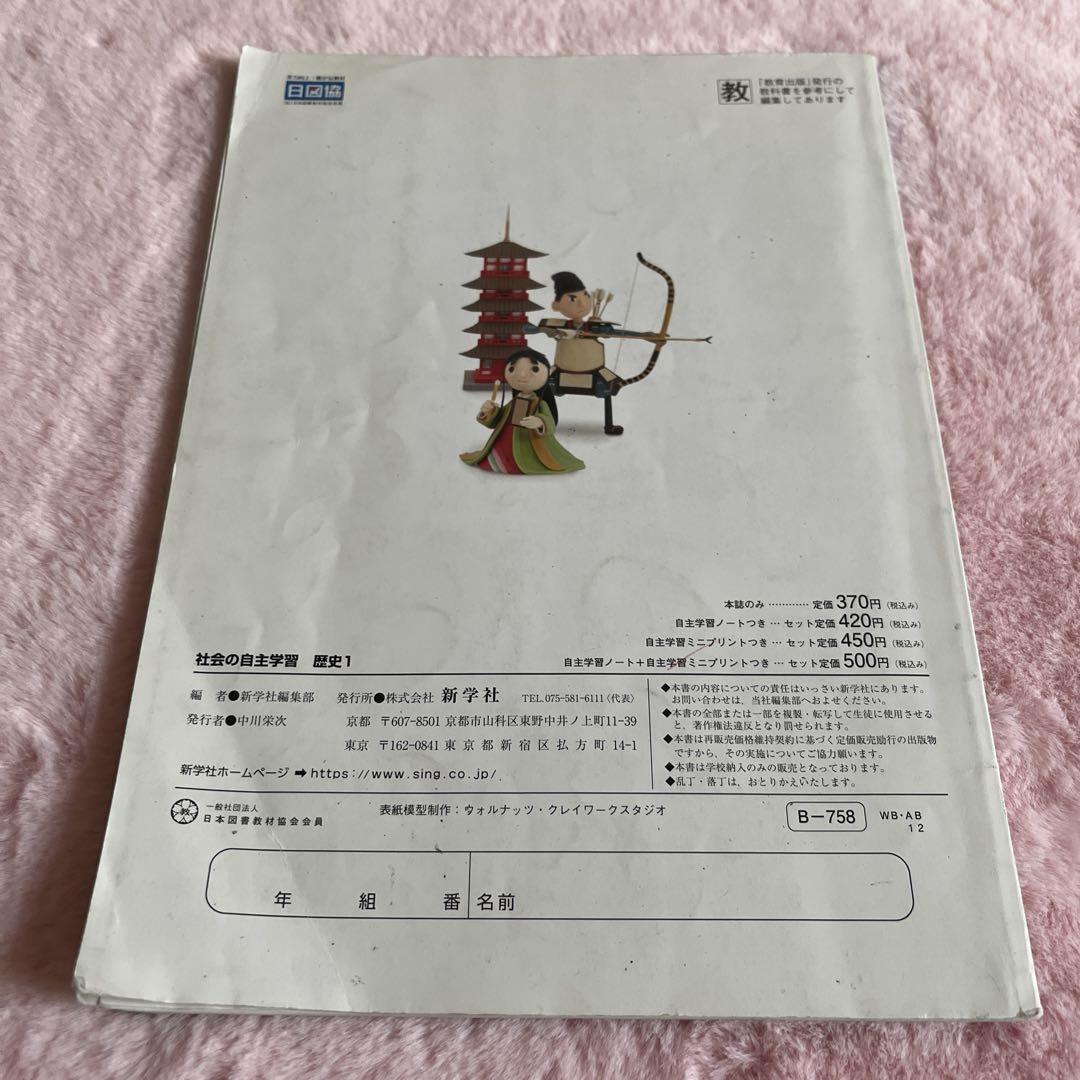 日図協
教
「教育出版」発行の
教科書を参考にして
編集してあります
本誌のみ ………… 定価 370円 (税込み)
自主学習ノートつき … セット定価 420円 (税込み)
自主学習ミニプリントつき … セット定価 450円 (税込み)
自主学習ノート+自主学習ミニプリントつき … セット定価 500円 (税込み)
社会の自主学習 歴史1
編 者●新学社編集部 発行所●株式会社 新学社 TEL.075-581-6111〈代表〉
発行者●中川栄次 京都 〒607-8501 京都市山科区東野中井ノ上町11-39
東京 〒162-0841 東京都新宿区払方町 14-1
新学社ホームページ ➡https://www.sing.co.jp/
◆本書の内容についての責任はいっさい新学社にあります。
お問い合わせは、当社編集部へおよせください。
◆本書の全部または一部を複製・転写して生徒に使用させる
と、著作権法違反となり罰せられます。
◆本書は再販売価格維持契約に基づく定価販売励行の出版物
ですから、その実施についてご協力願います。
◆本書は学校納入のみの販売となっております。
◆乱丁・落丁は、おとりかえいたします。
一般社団法人
日本図書教材協会会員
表紙模型制作:ウォルナッツ・クレイワークスタジオ
B-758
WB・AB
12
年 組 番 名前